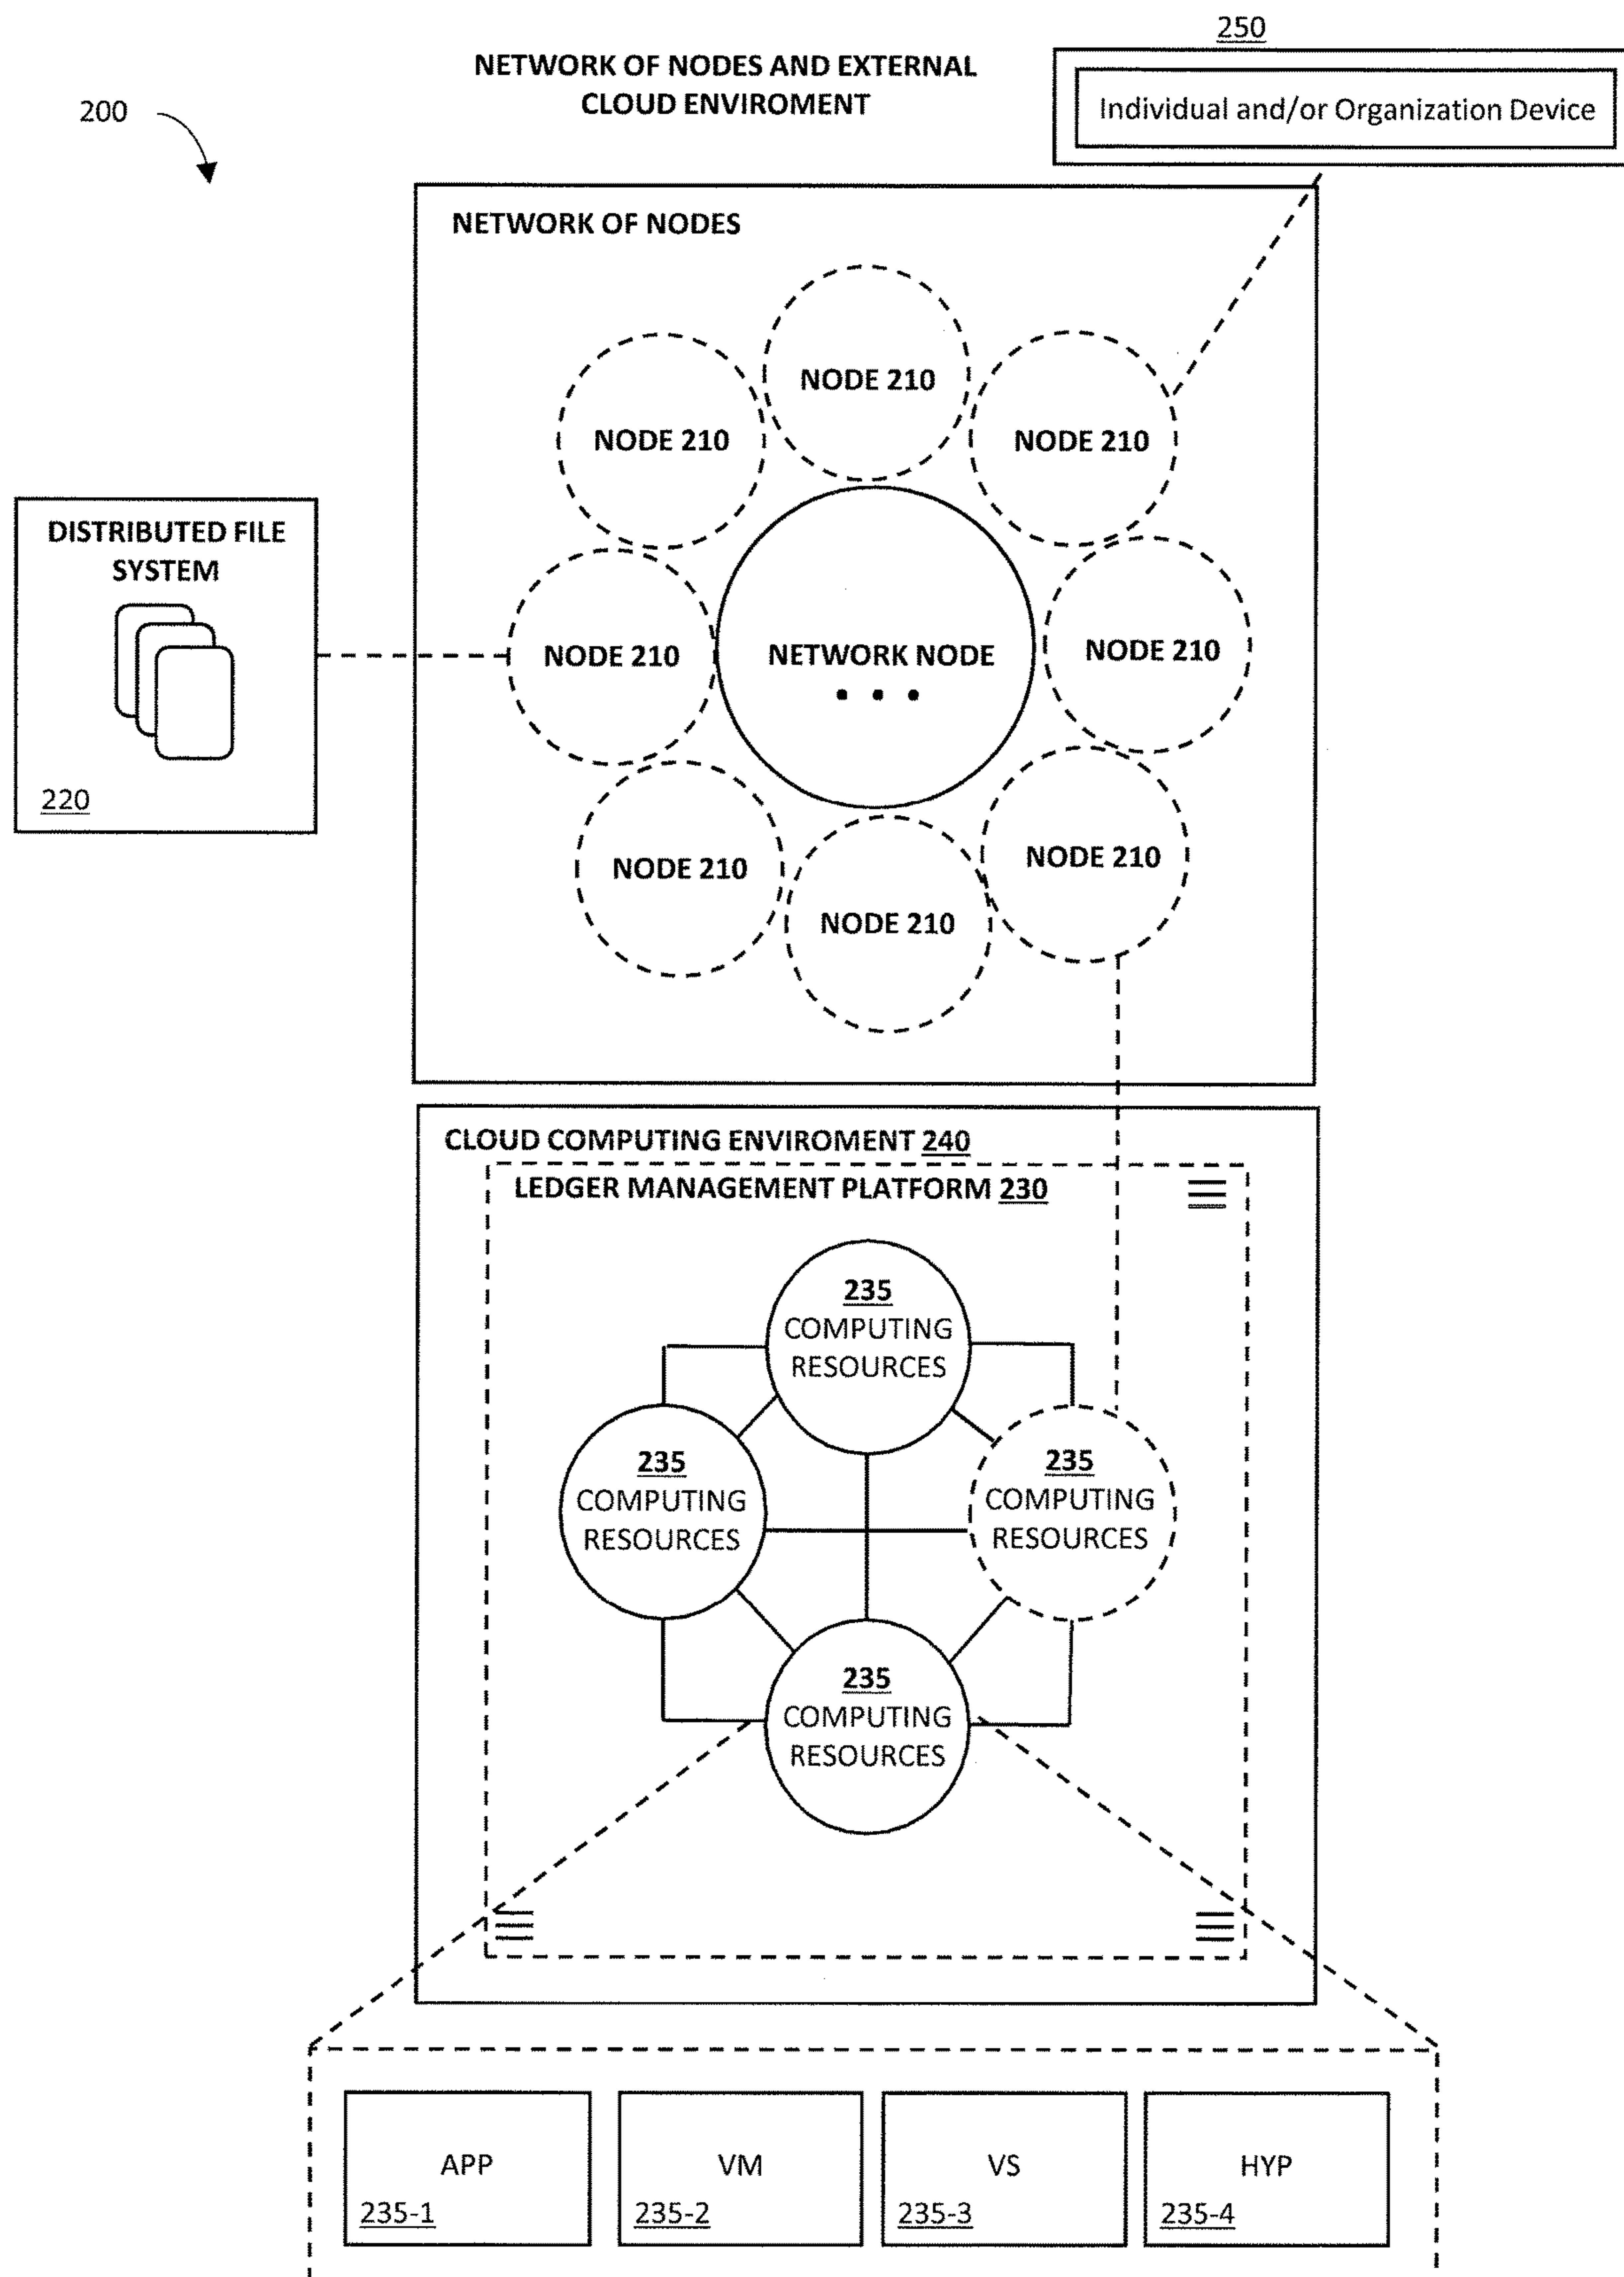 250
NETWORK OF NODES AND EXTERNAL
CLOUD ENVIROMENT
Individual and/or Organization Device
200
NETWORK OF NODES
NODE 210
NODE 210
NODE 210
DISTRIBUTED FILE
SYSTEM
220
NODE 210
NETWORK NODE
• • •
NODE 210
NODE 210
NODE 210
NODE 210
CLOUD COMPUTING ENVIROMENT 240
LEDGER MANAGEMENT PLATFORM 230
235
COMPUTING
RESOURCES
235
COMPUTING
RESOURCES
235
COMPUTING
RESOURCES
235
COMPUTING
RESOURCES
APP
235-1
VM
235-2
VS
235-3
HYP
235-4